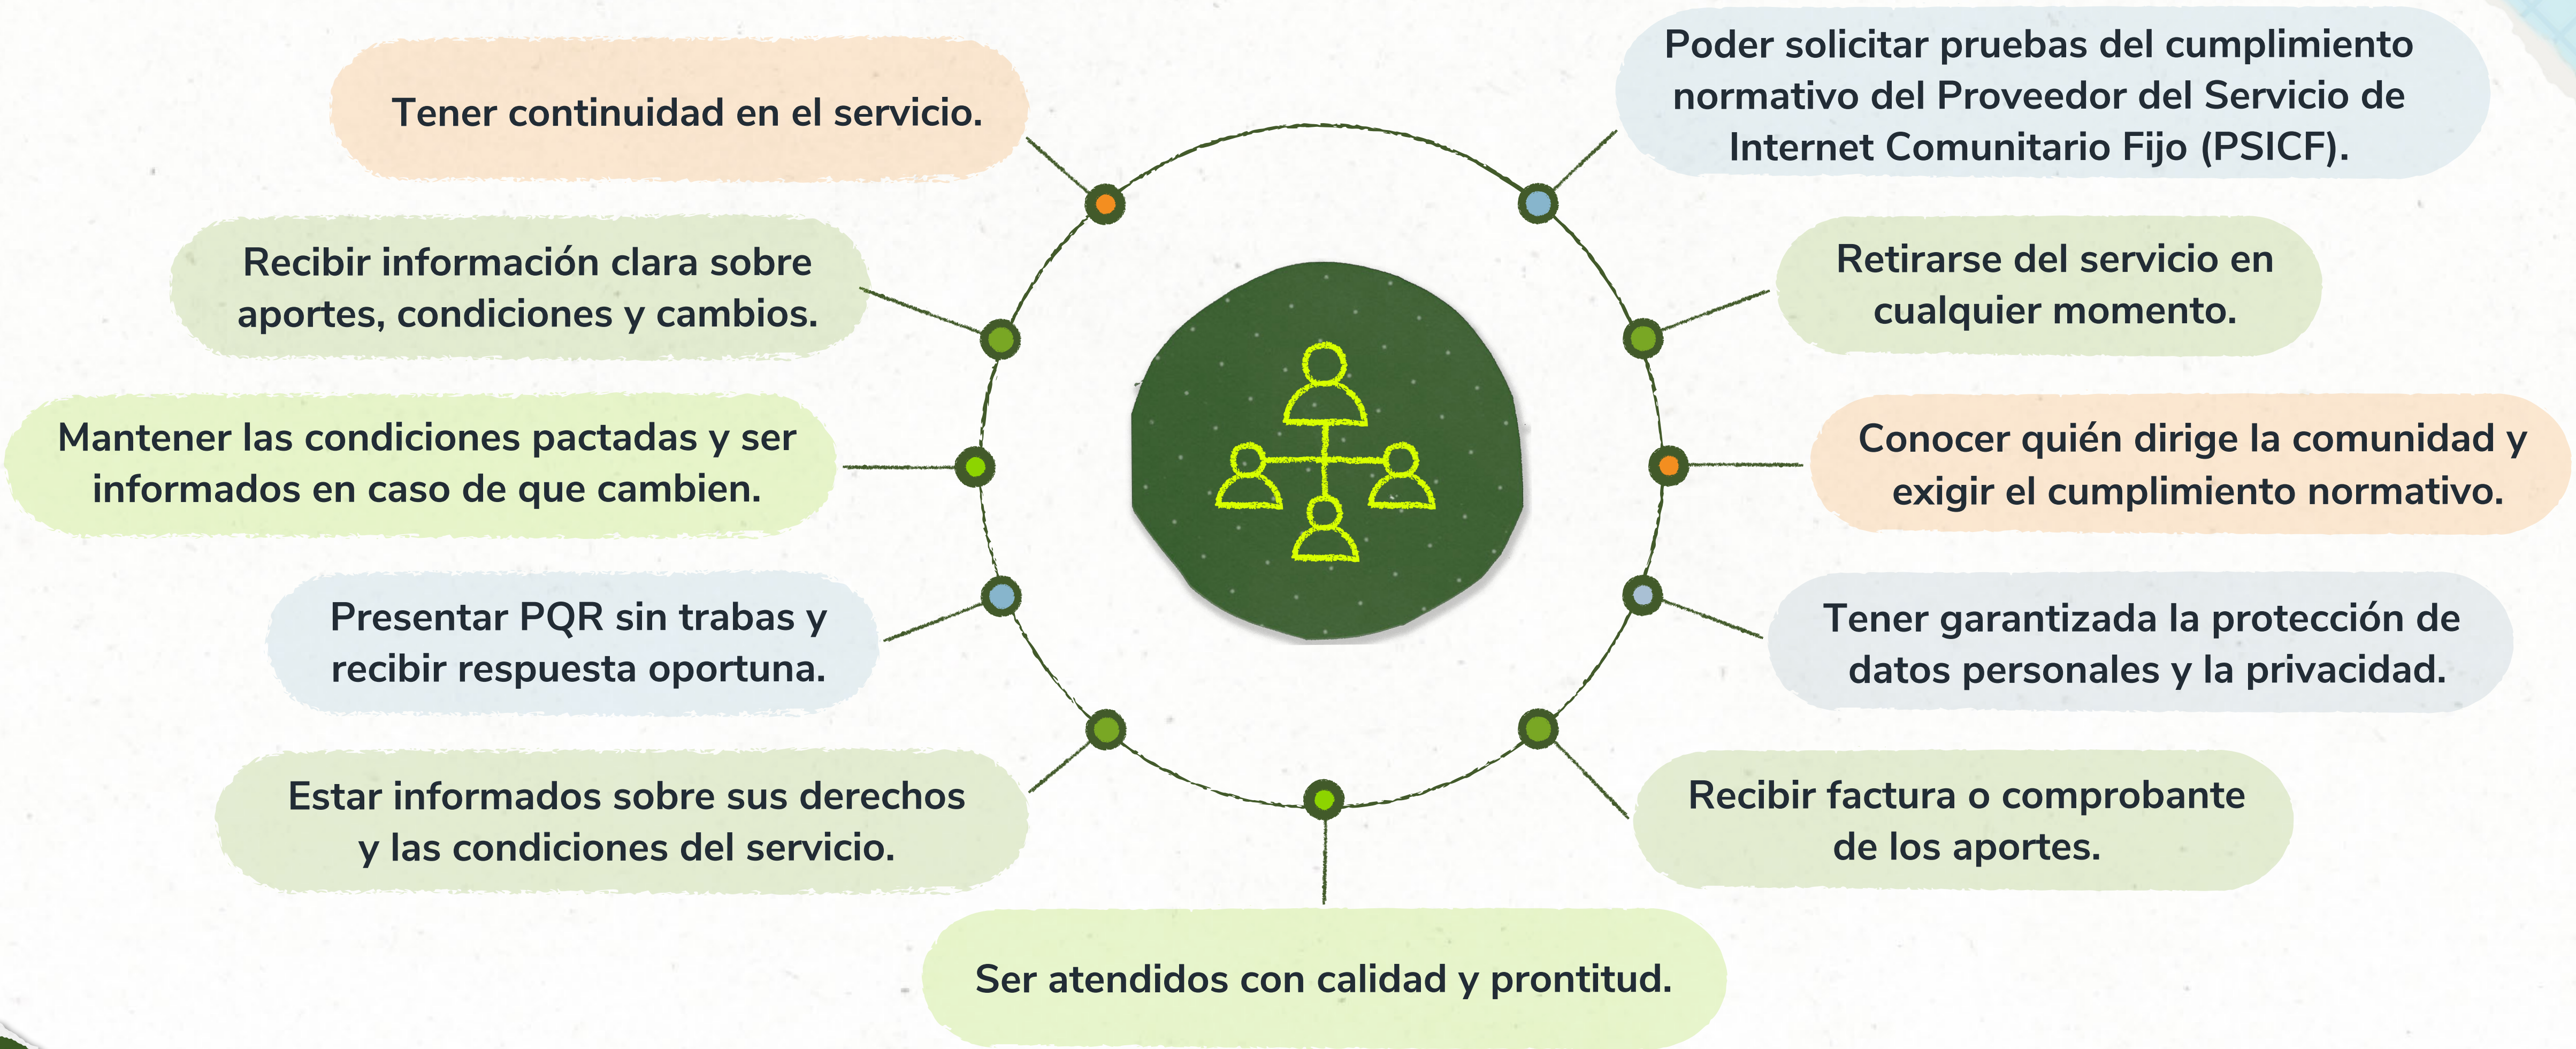 Tener continuidad en el servicio.
Recibir información clara sobre
aportes, condiciones y cambios.
Mantener las condiciones pactadas y ser
informados en caso de que cambien.
Presentar PQR sin trabas y
recibir respuesta oportuna.
Estar informados sobre sus derechos
y las condiciones del servicio.
Ser atendidos con calidad y prontitud.
Poder solicitar pruebas del cumplimiento
normativo del Proveedor del Servicio de
Internet Comunitario Fijo (PSICF).
Retirarse del servicio en
cualquier momento.
Conocer quién dirige la comunidad y
exigir el cumplimiento normativo.
Tener garantizada la protección de
datos personales y la privacidad.
Recibir factura o comprobante
de los aportes.